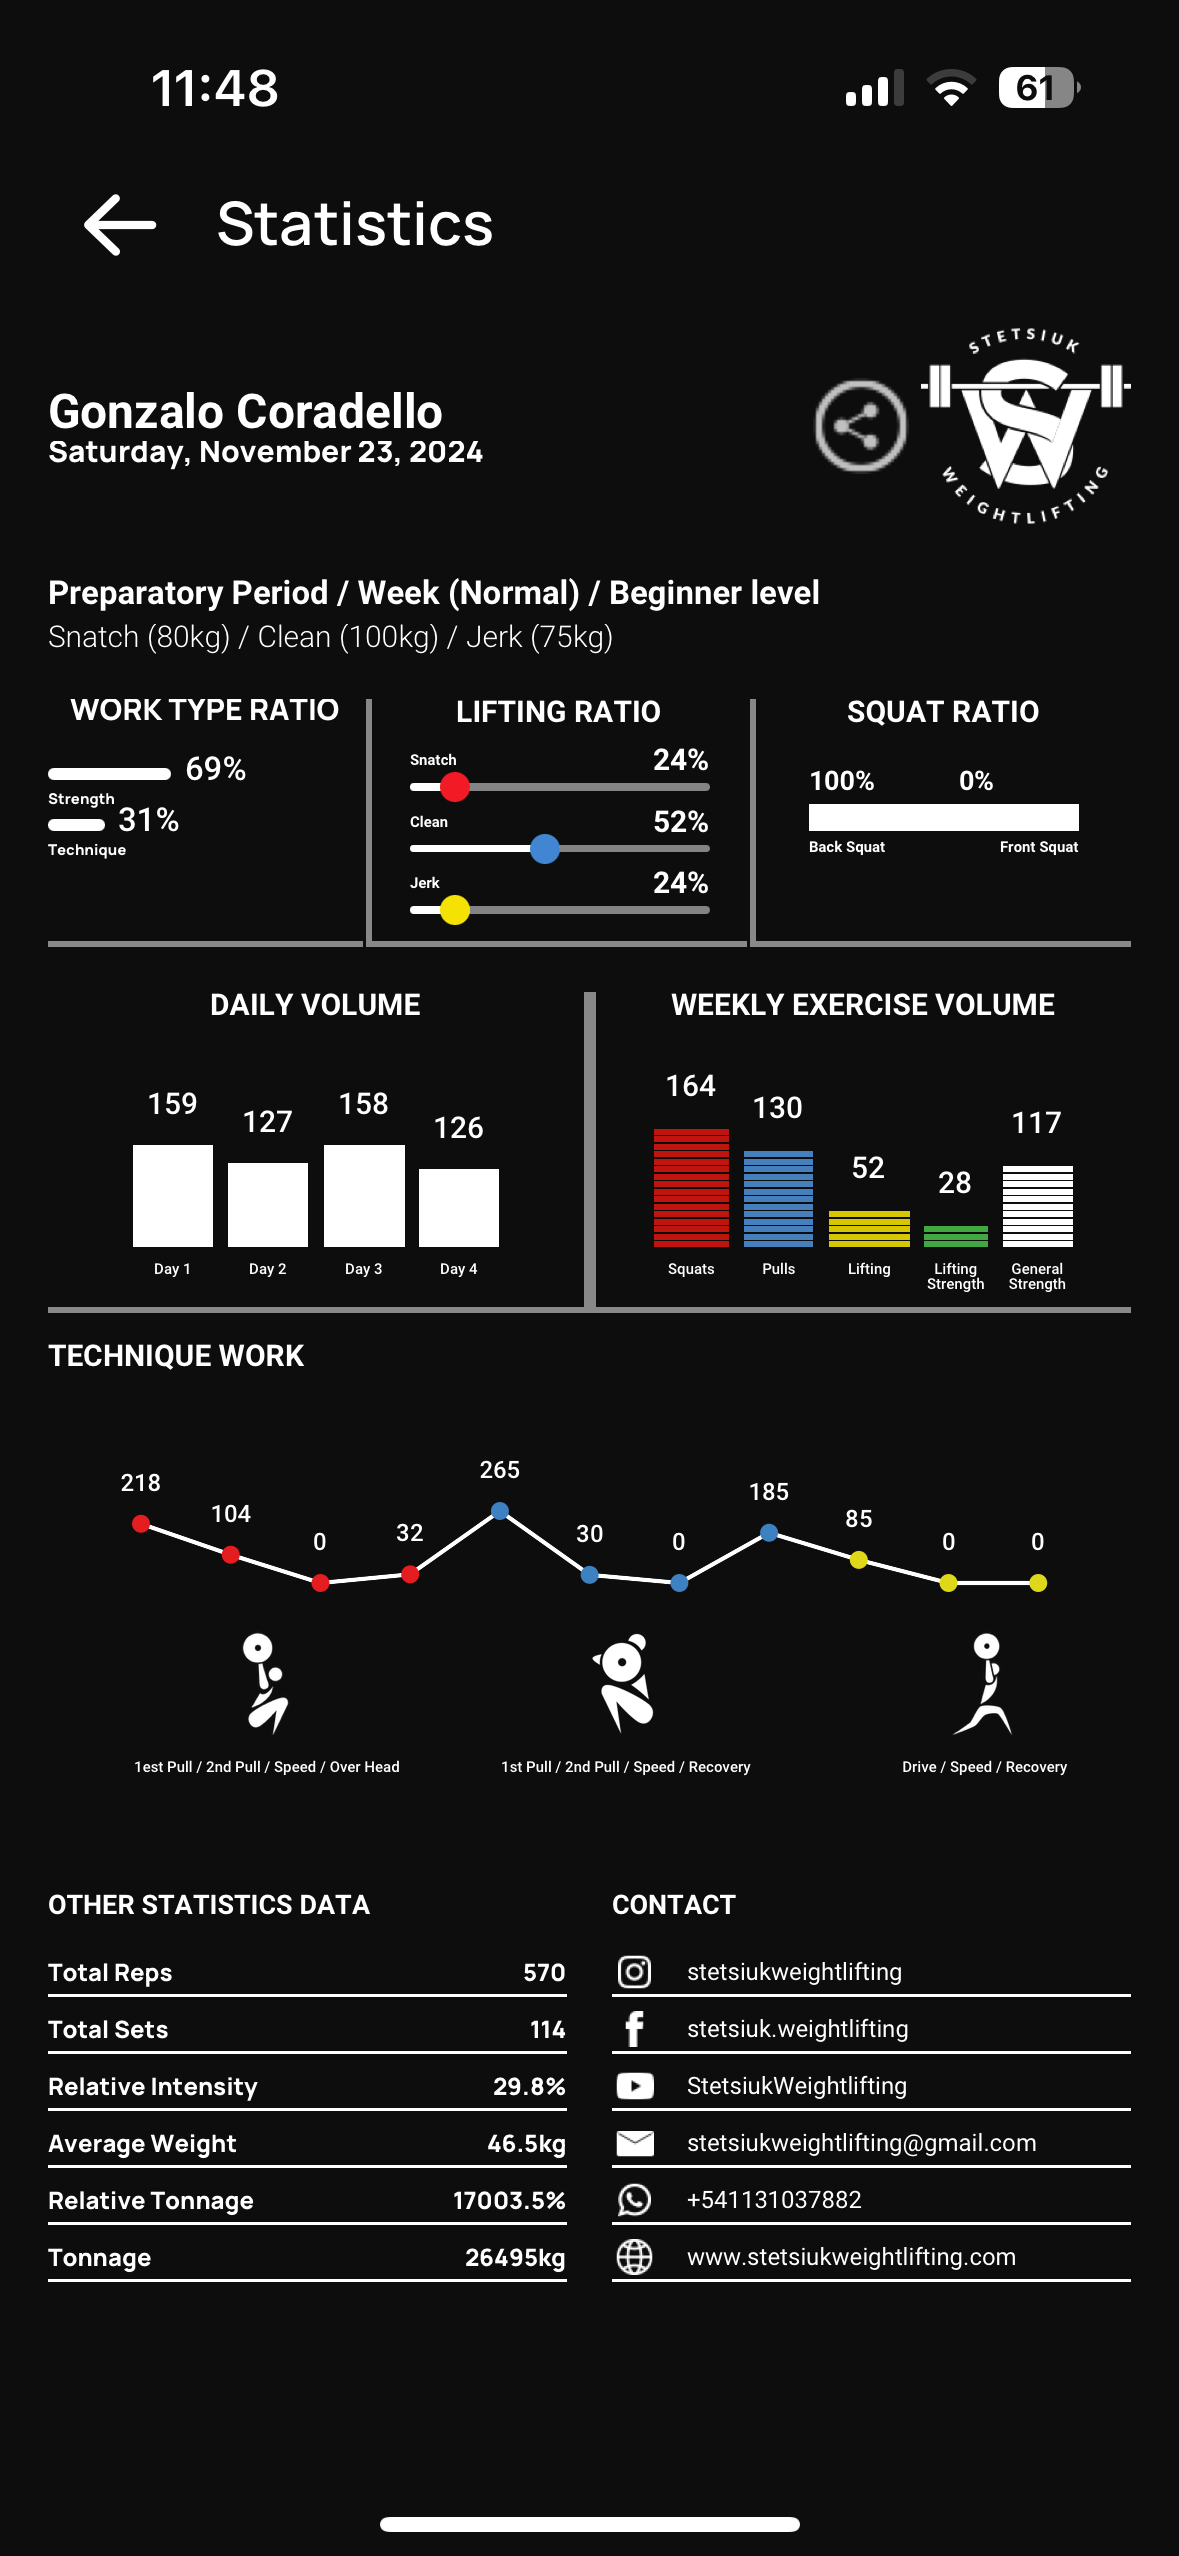 11:48
61
Statistics
STETSIUK
WEIGHTLIFTING
Gonzalo Coradello
Saturday, November 23, 2024
Preparatory Period / Week (Normal) / Beginner level
Snatch (80kg) / Clean (100kg) / Jerk (75kg)
WORK TYPE RATIO
69%
Strength
31%
Technique
LIFTING RATIO
Snatch 24%
Clean 52%
Jerk 24%
SQUAT RATIO
100% 0%
Back Squat Front Squat
DAILY VOLUME
159 127 158 126
Day 1 Day 2 Day 3 Day 4
WEEKLY EXERCISE VOLUME
164 130 52 28 117
Squats Pulls Lifting Lifting Strength General Strength
TECHNIQUE WORK
218 104 0 32 265 30 0 185 85 0 0
1est Pull / 2nd Pull / Speed / Over Head
1st Pull / 2nd Pull / Speed / Recovery
Drive / Speed / Recovery
OTHER STATISTICS DATA
Total Reps 570
Total Sets 114
Relative Intensity 29.8%
Average Weight 46.5kg
Relative Tonnage 17003.5%
Tonnage 26495kg
CONTACT
stetsiukweightlifting
stetsiuk.weightlifting
StetsiukWeightlifting
stetsiukweightlifting@gmail.com
+541131037882
www.stetsiukweightlifting.com